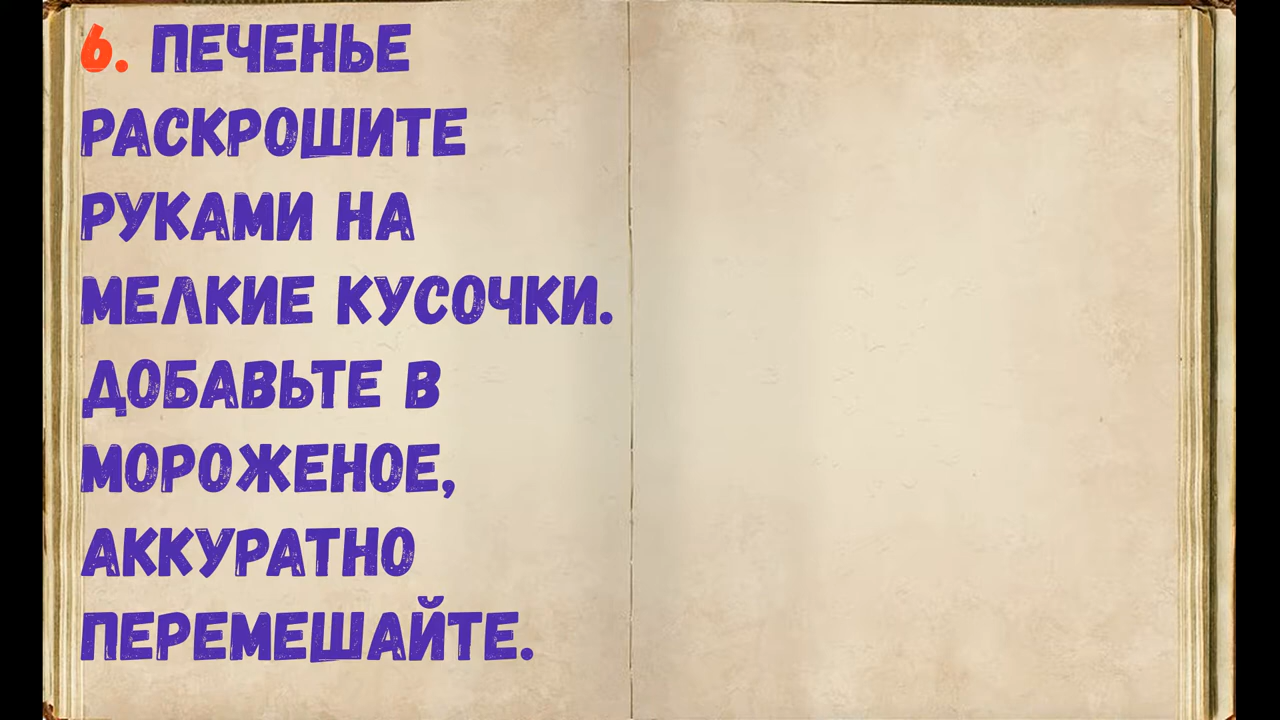 6. ПЕЧЕНЬЕ
РАСКРОШИТЕ
РУКАМИ НА
МЕЛКИЕ КУСОЧКИ.
ДОБАВЬТЕ В
МОРОЖЕНОЕ,
АККУРАТНО
ПЕРЕМЕШАЙТЕ.